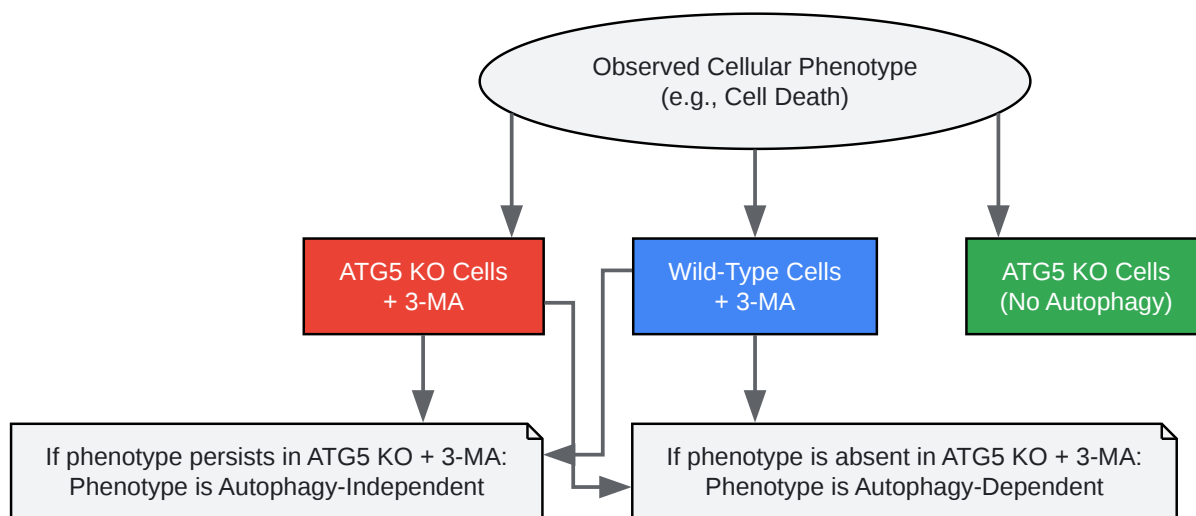 Observed Cellular Phenotype
(e.g., Cell Death)
ATG5 KO Cells
+ 3-MA
Wild-Type Cells
+ 3-MA
ATG5 KO Cells
(No Autophagy)
If phenotype persists in ATG5 KO + 3-MA:
Phenotype is Autophagy-Independent
If phenotype is absent in ATG5 KO + 3-MA:
Phenotype is Autophagy-Dependent